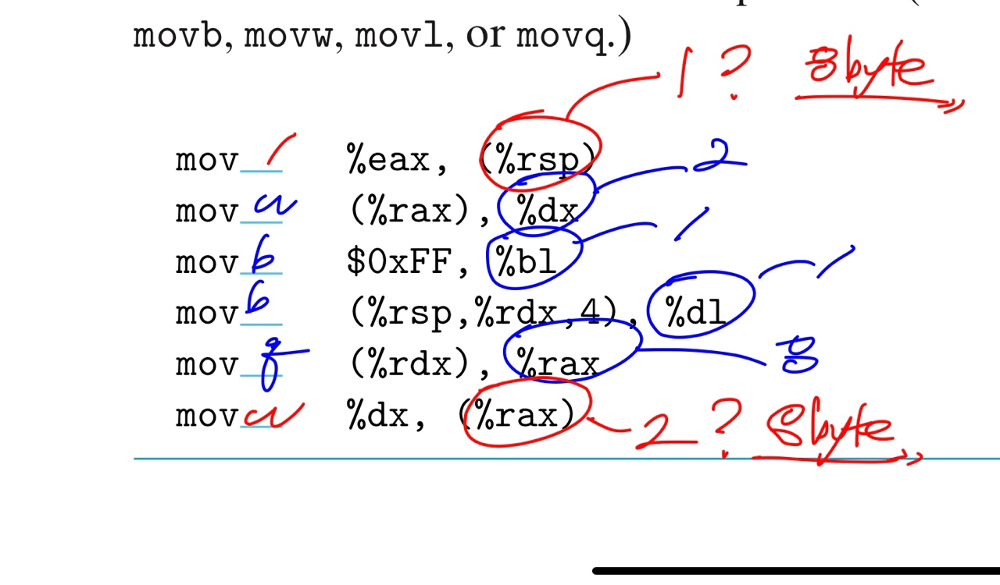 movb, movw, movl, or movq.)
1 ? 8byte
mov l %eax, (%rsp)
2
mov w (%rax), %dx
1
mov b $0xFF, %bl
1
mov b (%rsp,%rdx,4), %dl
mov q (%rdx), %rax 8
mov w %dx, (%rax) 2 ? 8byte